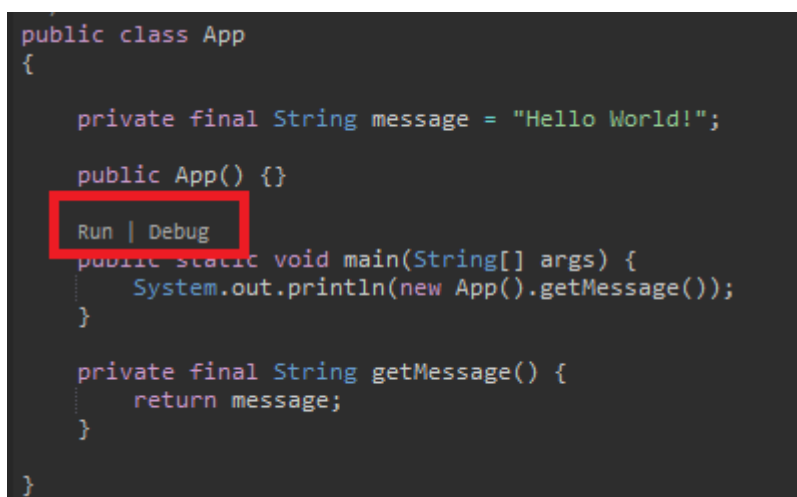 public class App
{
private final String message = "Hello World!";
public App() {}
Run | Debug
public static void main(String[] args) {
System.out.println(new App().getMessage());
}
private final String getMessage() {
return message;
}
}